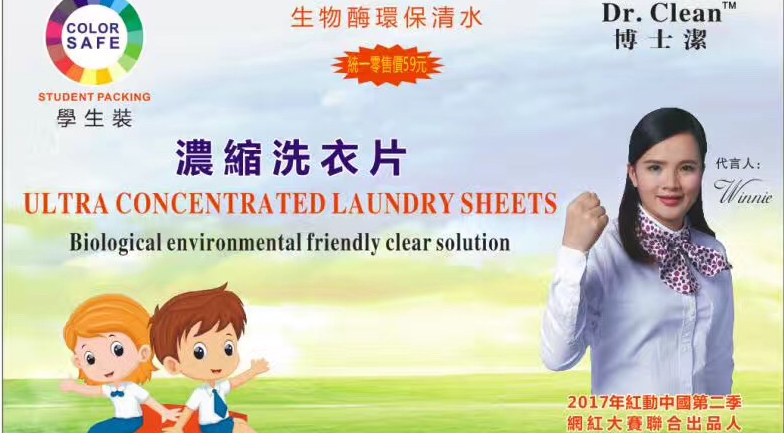 COLOR
SAFE
STUDENT PACKING
學生裝
生物酶環保清水
統一零售價59元
Dr. Clean™
博士潔
濃縮洗衣片
ULTRA CONCENTRATED LAUNDRY SHEETS
Biological environmental friendly clear solution
代言人：
Winnie
2017年紅動中國第二季
網紅大賽聯合出品人